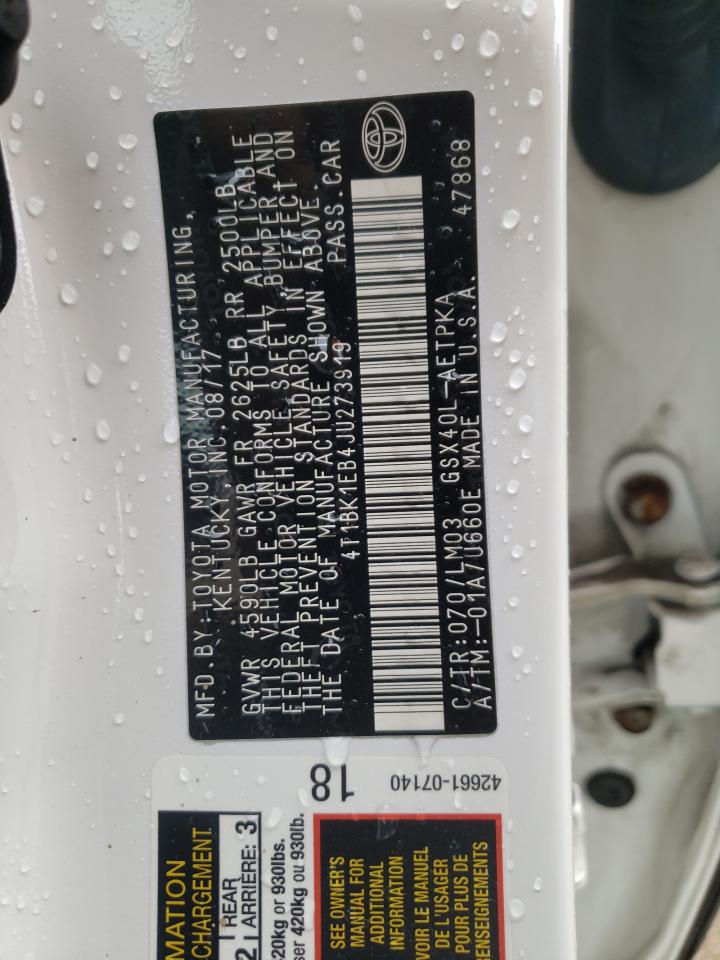 MFD.BY:TOYOTA MOTOR MANUFACTURING,
KENTUCKY,INC 08/17
GVWR 4590LB GAWR FR 2625LB RR 2500LB
THIS VEHICLE CONFORMS TO ALL APPLICABLE
FEDERAL MOTOR VEHICLE SAFETY BUMPER AND
THEFT PREVENTION STANDARDS IN EFFECT ON
THE DATE OF MANUFACTURE SHOWN ABOVE.
4T1BK1EB4JU273919 PASS.CAR
C/TR:070/LM03 GSX40L-AETPKA 47868
A/TM:-01A7U660E MADE IN U.S.A.
18
42661-07140
MATION
CHARGEMENT
2 REAR
2 ARRIERE: 3
420kg or 930lbs.
ser 420kg ou 930lb.
SEE OWNER'S
MANUAL FOR
ADDITIONAL
INFORMATION
VOIR LE MANUEL
DE L'USAGER
POUR PLUS DE
RENSEIGNEMENTS